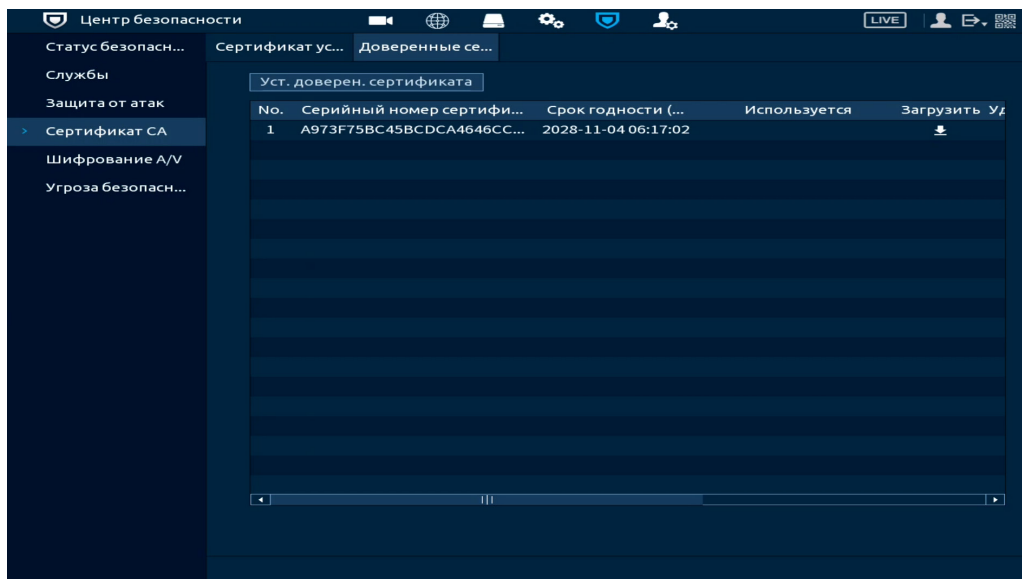 Центр безопасности LIVE
Статус безопасн...
Службы
Защита от атак
Сертификат CA
Шифрование A/V
Угроза безопасн...
Сертификат ус... Доверенные се...
Уст. доверен. сертификата
No. Серийный номер сертифи... Срок годности (... Используется Загрузить Уд
1 A973F75BC45BCDCA4646CC... 2028-11-04 06:17:02